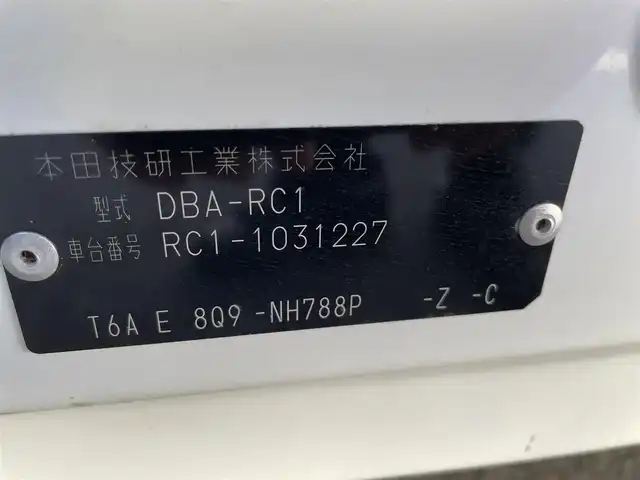 本田技研工業株式会社
型式 DBA-RC1
車台番号 RC1-1031227
T6A E 8Q9 -NH788P -Z -C